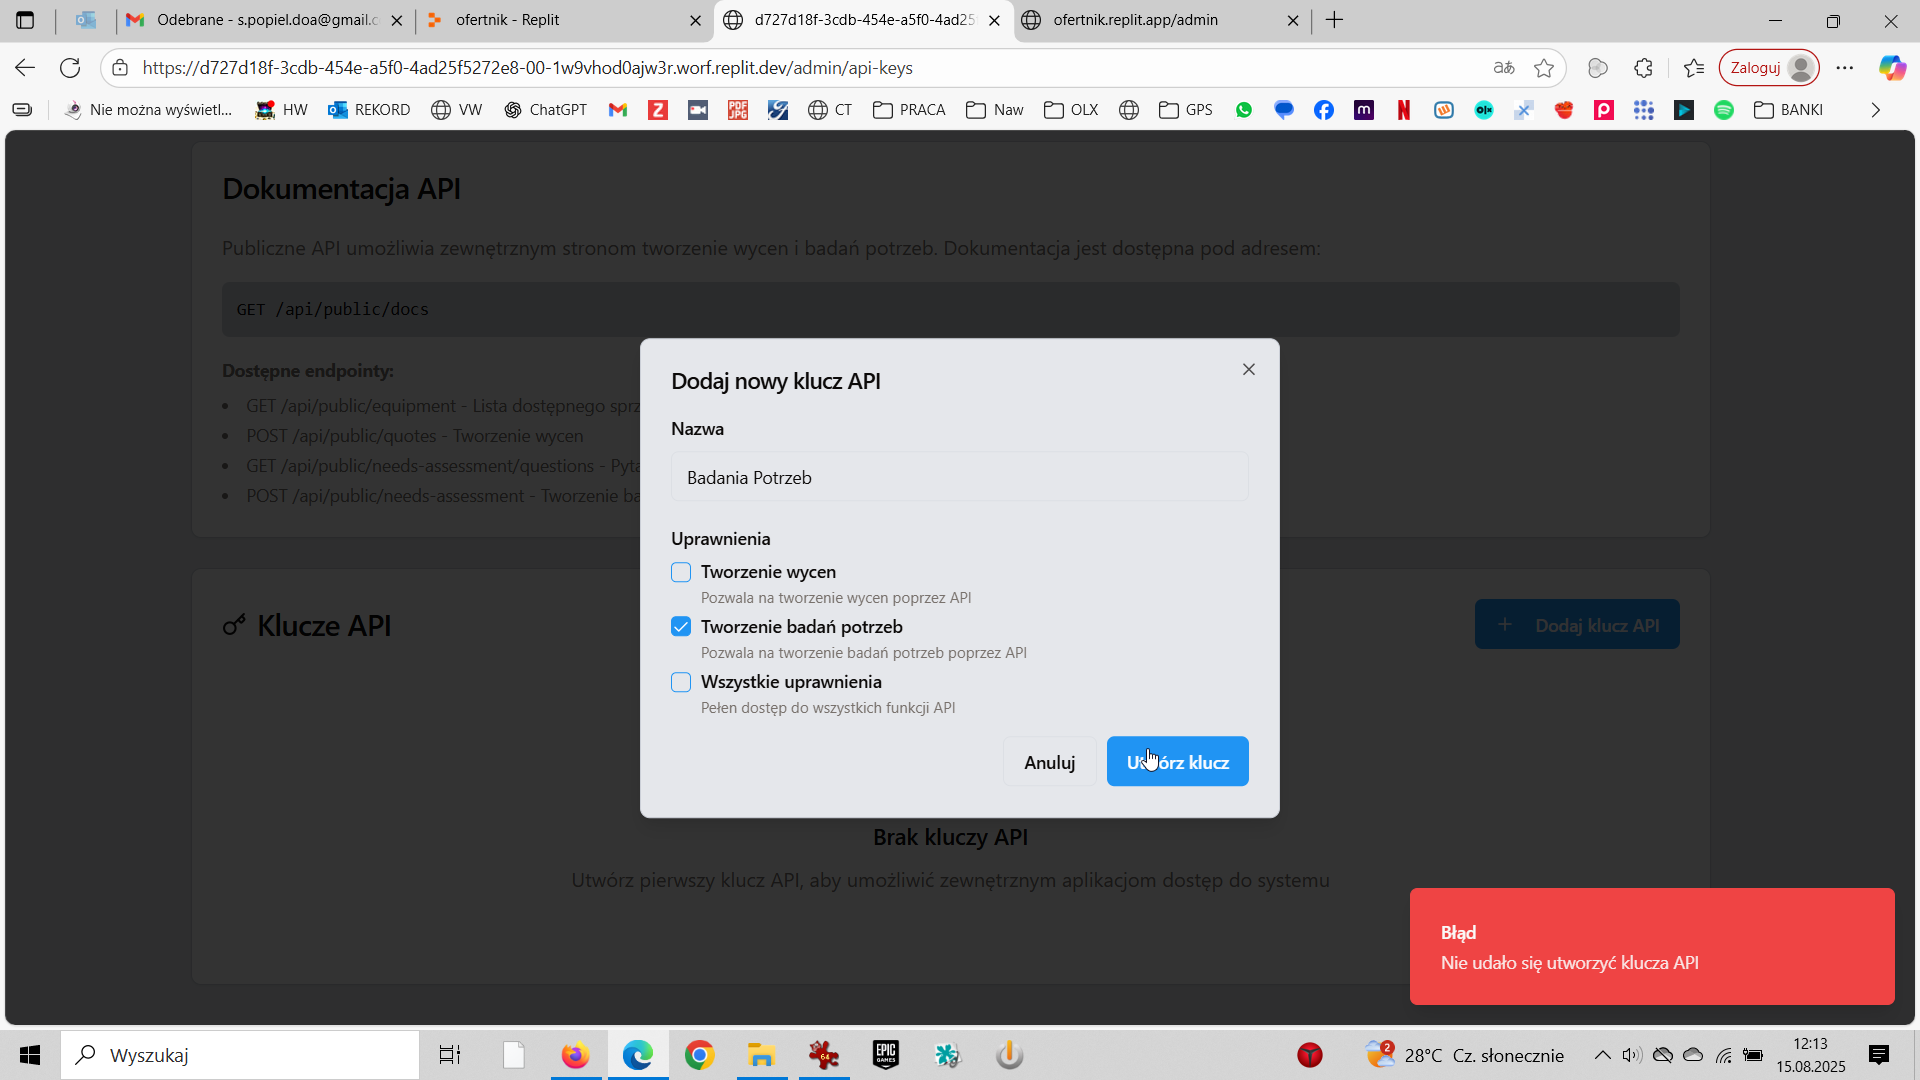 Odebrane - s.popiel.doa@gmail.c
ofertnik - Replit
d727d18f-3cdb-454e-a5f0-4ad25
ofertnik.replit.app/admin
https://d727d18f-3cdb-454e-a5f0-4ad25f5272e8-00-1w9vhod0ajw3r.worf.replit.dev/admin/api-keys
Zaloguj
Nie można wyświetl...
HW
REKORD
VW
ChatGPT
CT
PRACA
Naw
OLX
GPS
BANKI
Dokumentacja API
Publiczne API umożliwia zewnętrznym stronom tworzenie wycen i badań potrzeb. Dokumentacja jest dostępna pod adresem:
GET /api/public/docs
Dostępne endpointy:
GET /api/public/equipment - Lista dostępnego sprz
POST /api/public/quotes - Tworzenie wycen
GET /api/public/needs-assessment/questions - Pyta
POST /api/public/needs-assessment - Tworzenie ba
Klucze API
+ Dodaj klucz API
Dodaj nowy klucz API
Nazwa
Badania Potrzeb
Uprawnienia
Tworzenie wycen
Pozwala na tworzenie wycen poprzez API
Tworzenie badań potrzeb
Pozwala na tworzenie badań potrzeb poprzez API
Wszystkie uprawnienia
Pełen dostęp do wszystkich funkcji API
Anuluj
Utwórz klucz
Brak kluczy API
Utwórz pierwszy klucz API, aby umożliwić zewnętrznym aplikacjom dostęp do systemu
Błąd
Nie udało się utworzyć klucza API
Wyszukaj
28°C Cz. słonecznie
12:13
15.08.2025